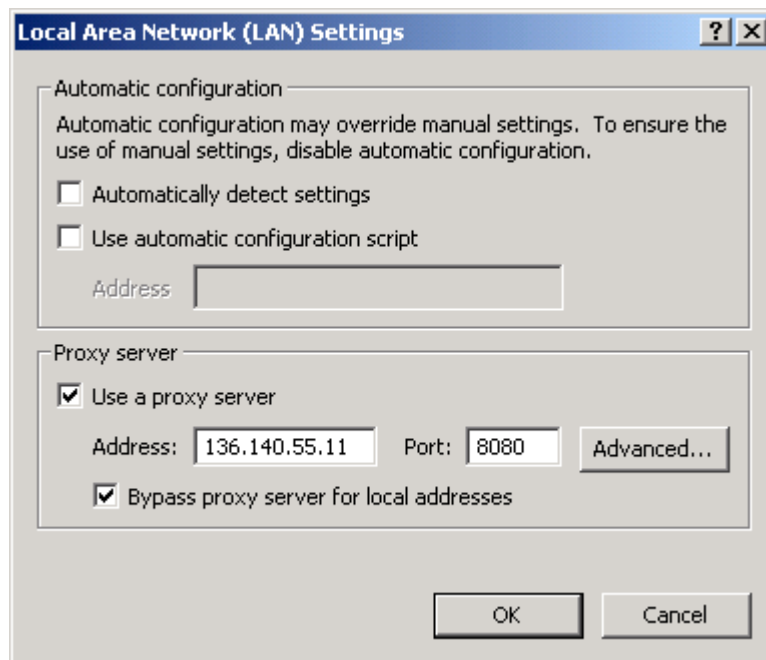 Local Area Network (LAN) Settings
Automatic configuration
Automatic configuration may override manual settings.  To ensure the
use of manual settings, disable automatic configuration.
Automatically detect settings
Use automatic configuration script
Address
Proxy server
Use a proxy server
Address: 136.140.55.11 Port: 8080 Advanced...
Bypass proxy server for local addresses
OK Cancel